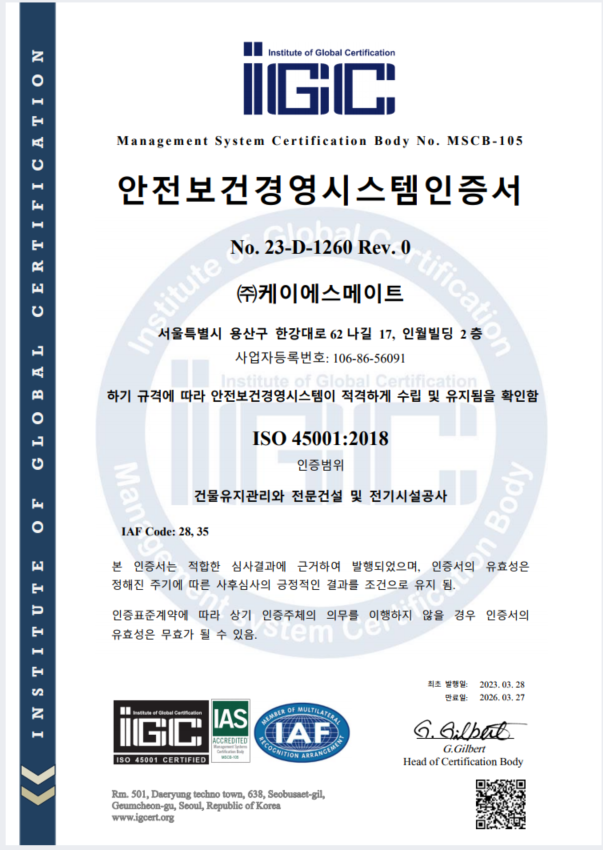 INSTITUTE OF GLOBAL CERTIFICATION
Institute of Global Certification
iGC
Management System Certification Body No. MSCB-105
안전보건경영시스템인증서
No. 23-D-1260 Rev. 0
㈜케이에스메이트
서울특별시 용산구 한강대로 62 나길 17, 인월빌딩 2 층
사업자등록번호: 106-86-56091
하기 규격에 따라 안전보건경영시스템이 적격하게 수립 및 유지됨을 확인함
ISO 45001:2018
인증범위
건물유지관리와 전문건설 및 전기시설공사
IAF Code: 28, 35
본 인증서는 적합한 심사결과에 근거하여 발행되었으며, 인증서의 유효성은
정해진 주기에 따른 사후심사의 긍정적인 결과를 조건으로 유지 됨.
인증표준계약에 따라 상기 인증주체의 의무를 이행하지 않을 경우 인증서의
유효성은 무효가 될 수 있음.
Institute of Global Certification
Institute of Global Certification
iGC
Management System Certification Body
최초 발행일: 2023. 03. 28
만료일: 2026. 03. 27
Institute of Global Certification
iGC
ISO 45001 CERTIFIED
IAS
ACCREDITED
Management Systems
Certification Body
MSCB-105
MEMBER OF MULTILATERAL
IAF
RECOGNITION ARRANGEMENT
G. Gilbert
G.Gilbert
Head of Certification Body
Rm. 501, Daeryung techno town, 638, Seobusaet-gil,
Geumcheon-gu, Seoul, Republic of Korea
www.igcert.org